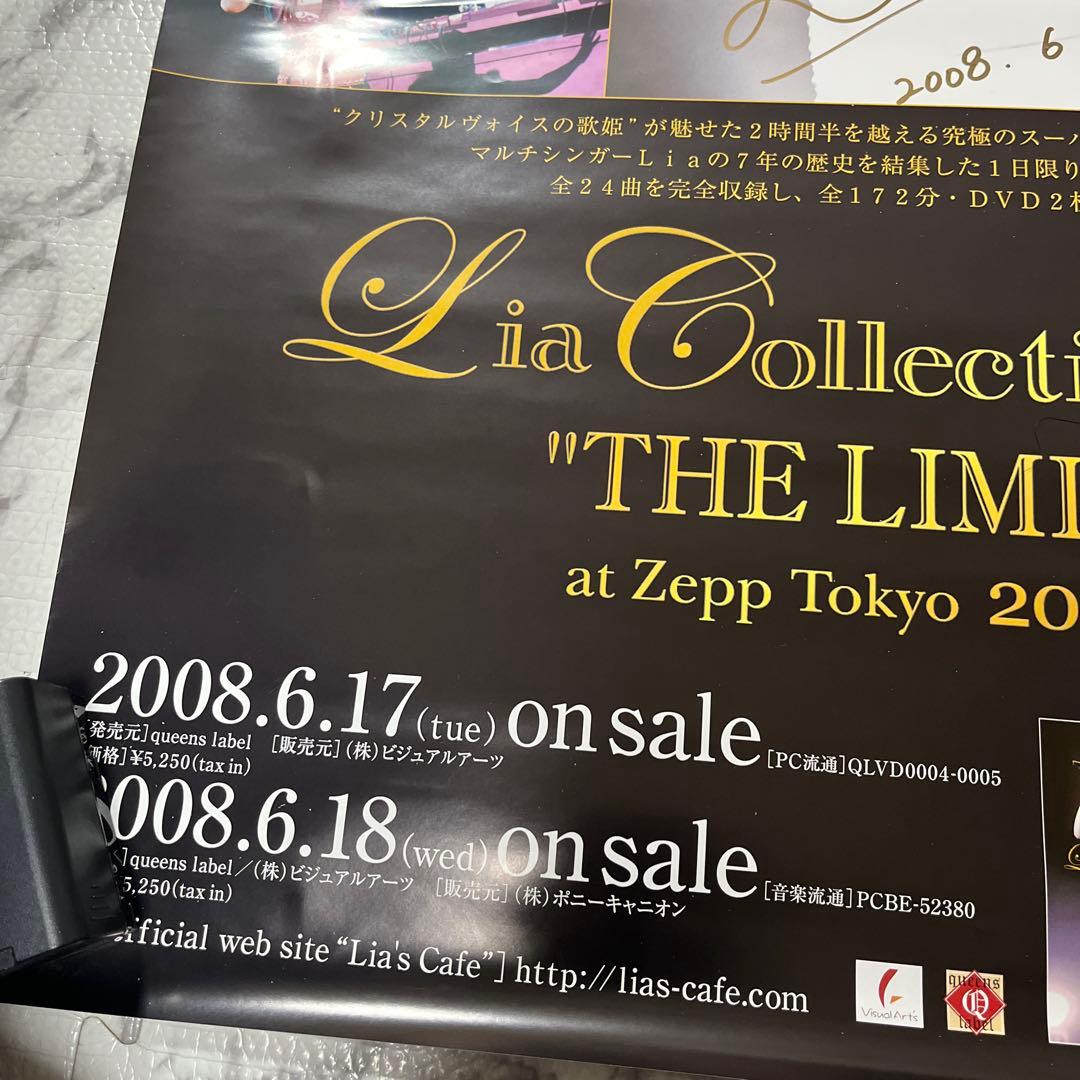 2008. 6
“クリスタルヴォイスの歌姫”が魅せた2時間半を越える究極のスーパ
マルチシンガーLiaの7年の歴史を結集した1日限り
全24曲を完全収録し、全172分・DVD2枚
Lia Collecti
"THE LIMI
at Zepp Tokyo 20
2008.6.17(tue) on sale [PC流通]QLVD0004-0005
[発売元]queens label [販売元](株)ビジュアルアーツ
価格]¥5,250(tax in)
2008.6.18(wed) on sale [音楽流通]PCBE-52380
]queens label/(株)ビジュアルアーツ [販売元](株)ポニーキャニオン
5,250(tax in)
official web site “Lia's Cafe”] http://lias-cafe.com
VisualArt's
queens Q label